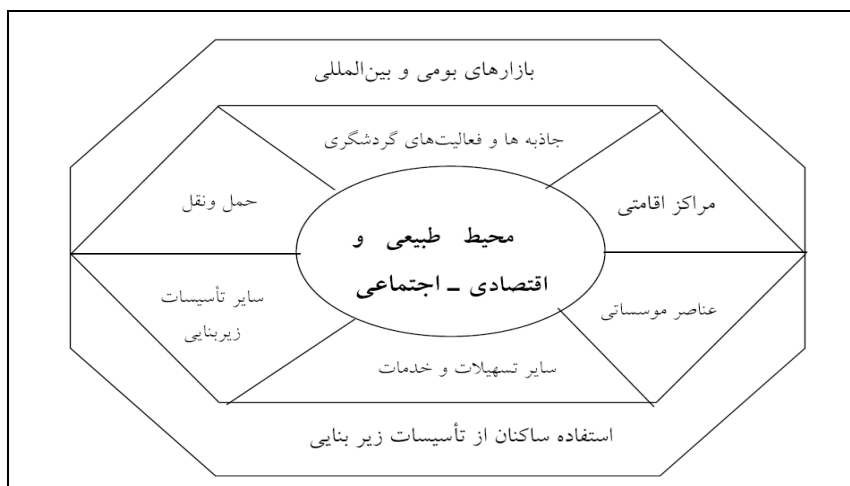 بازارهای بومی و بین‌المللی
جاذبه ها و فعالیت‌های گردشگری
مراکز اقامتی
حمل ونقل
محیط طبیعی و
اقتصادی ـ اجتماعی
عناصر موسساتی
سایر تأسیسات
زیربنایی
سایر تسهیلات و خدمات
استفاده ساکنان از تأسیسات زیر بنایی